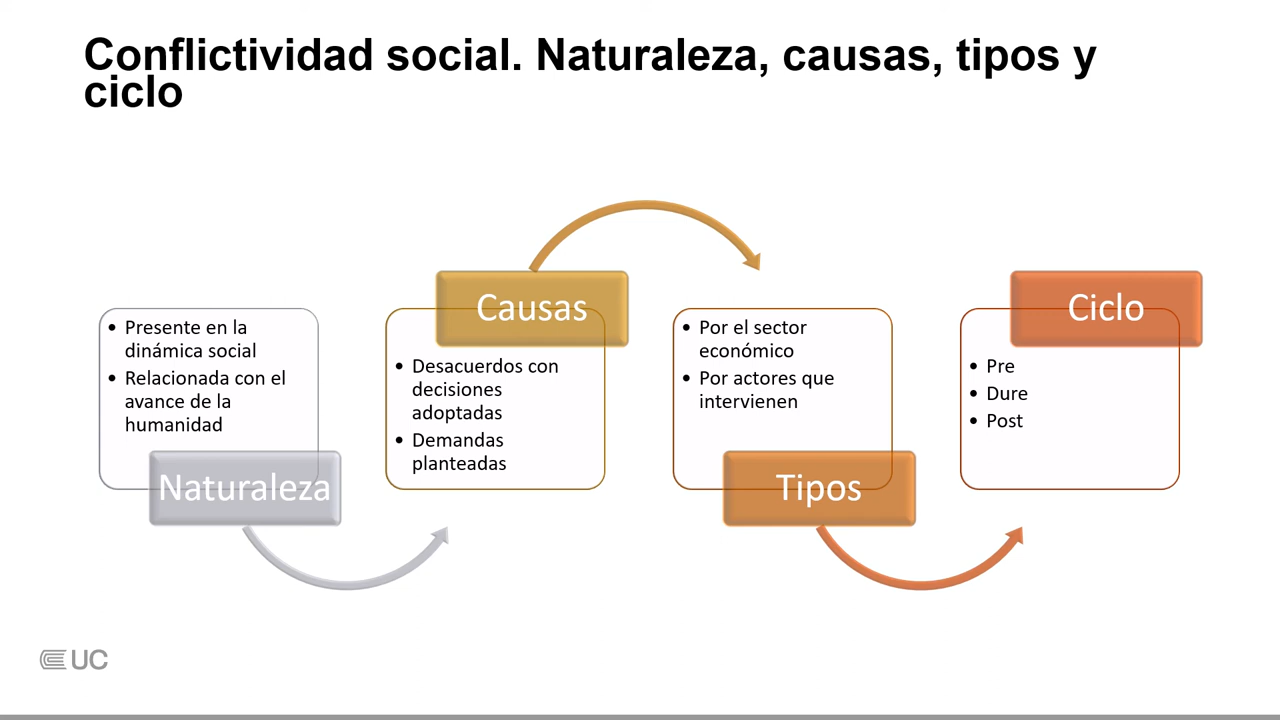 Conflictividad social. Naturaleza, causas, tipos y
ciclo
• Presente en la
dinámica social
• Relacionada con el
avance de la
humanidad
Naturaleza
Causas
• Desacuerdos con
decisiones
adoptadas
• Demandas
planteadas
• Por el sector
económico
• Por actores que
intervienen
Tipos
Ciclo
• Pre
• Dure
• Post
UC